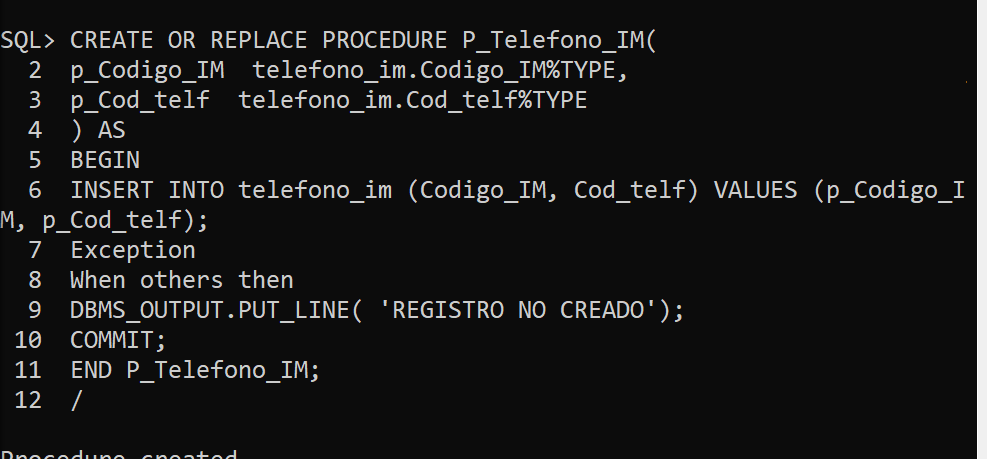 SQL> CREATE OR REPLACE PROCEDURE P_Telefono_IM(
  2  p_Codigo_IM  telefono_im.Codigo_IM%TYPE,
  3  p_Cod_telf  telefono_im.Cod_telf%TYPE
  4  ) AS
  5  BEGIN
  6  INSERT INTO telefono_im (Codigo_IM, Cod_telf) VALUES (p_Codigo_I
M, p_Cod_telf);
  7  Exception
  8  When others then
  9  DBMS_OUTPUT.PUT_LINE( 'REGISTRO NO CREADO');
 10  COMMIT;
 11  END P_Telefono_IM;
 12  /
Procedure created